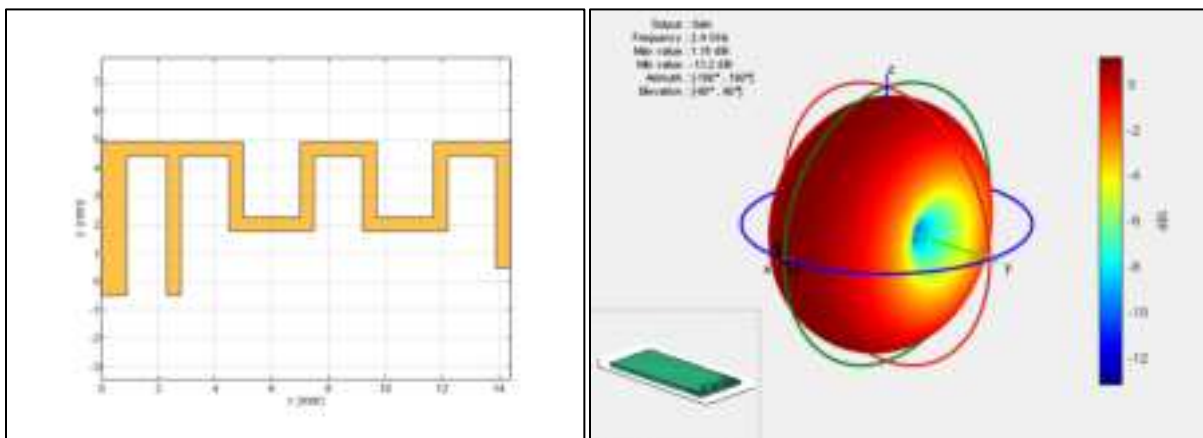 Output : Gain
Frequency : 2.4 GHz
Max value : 1.15 dBi
Min value : -13.2 dBi
Azimuth : [-180° , 180°]
Elevation : [-90° , 90°]
z
0
-2
-4
-6
-8
-10
-12
dBi
x
y
7
6
5
4
3
2
1
0
-1
-2
-3
0
2
4
6
8
10
12
14
x (mm)